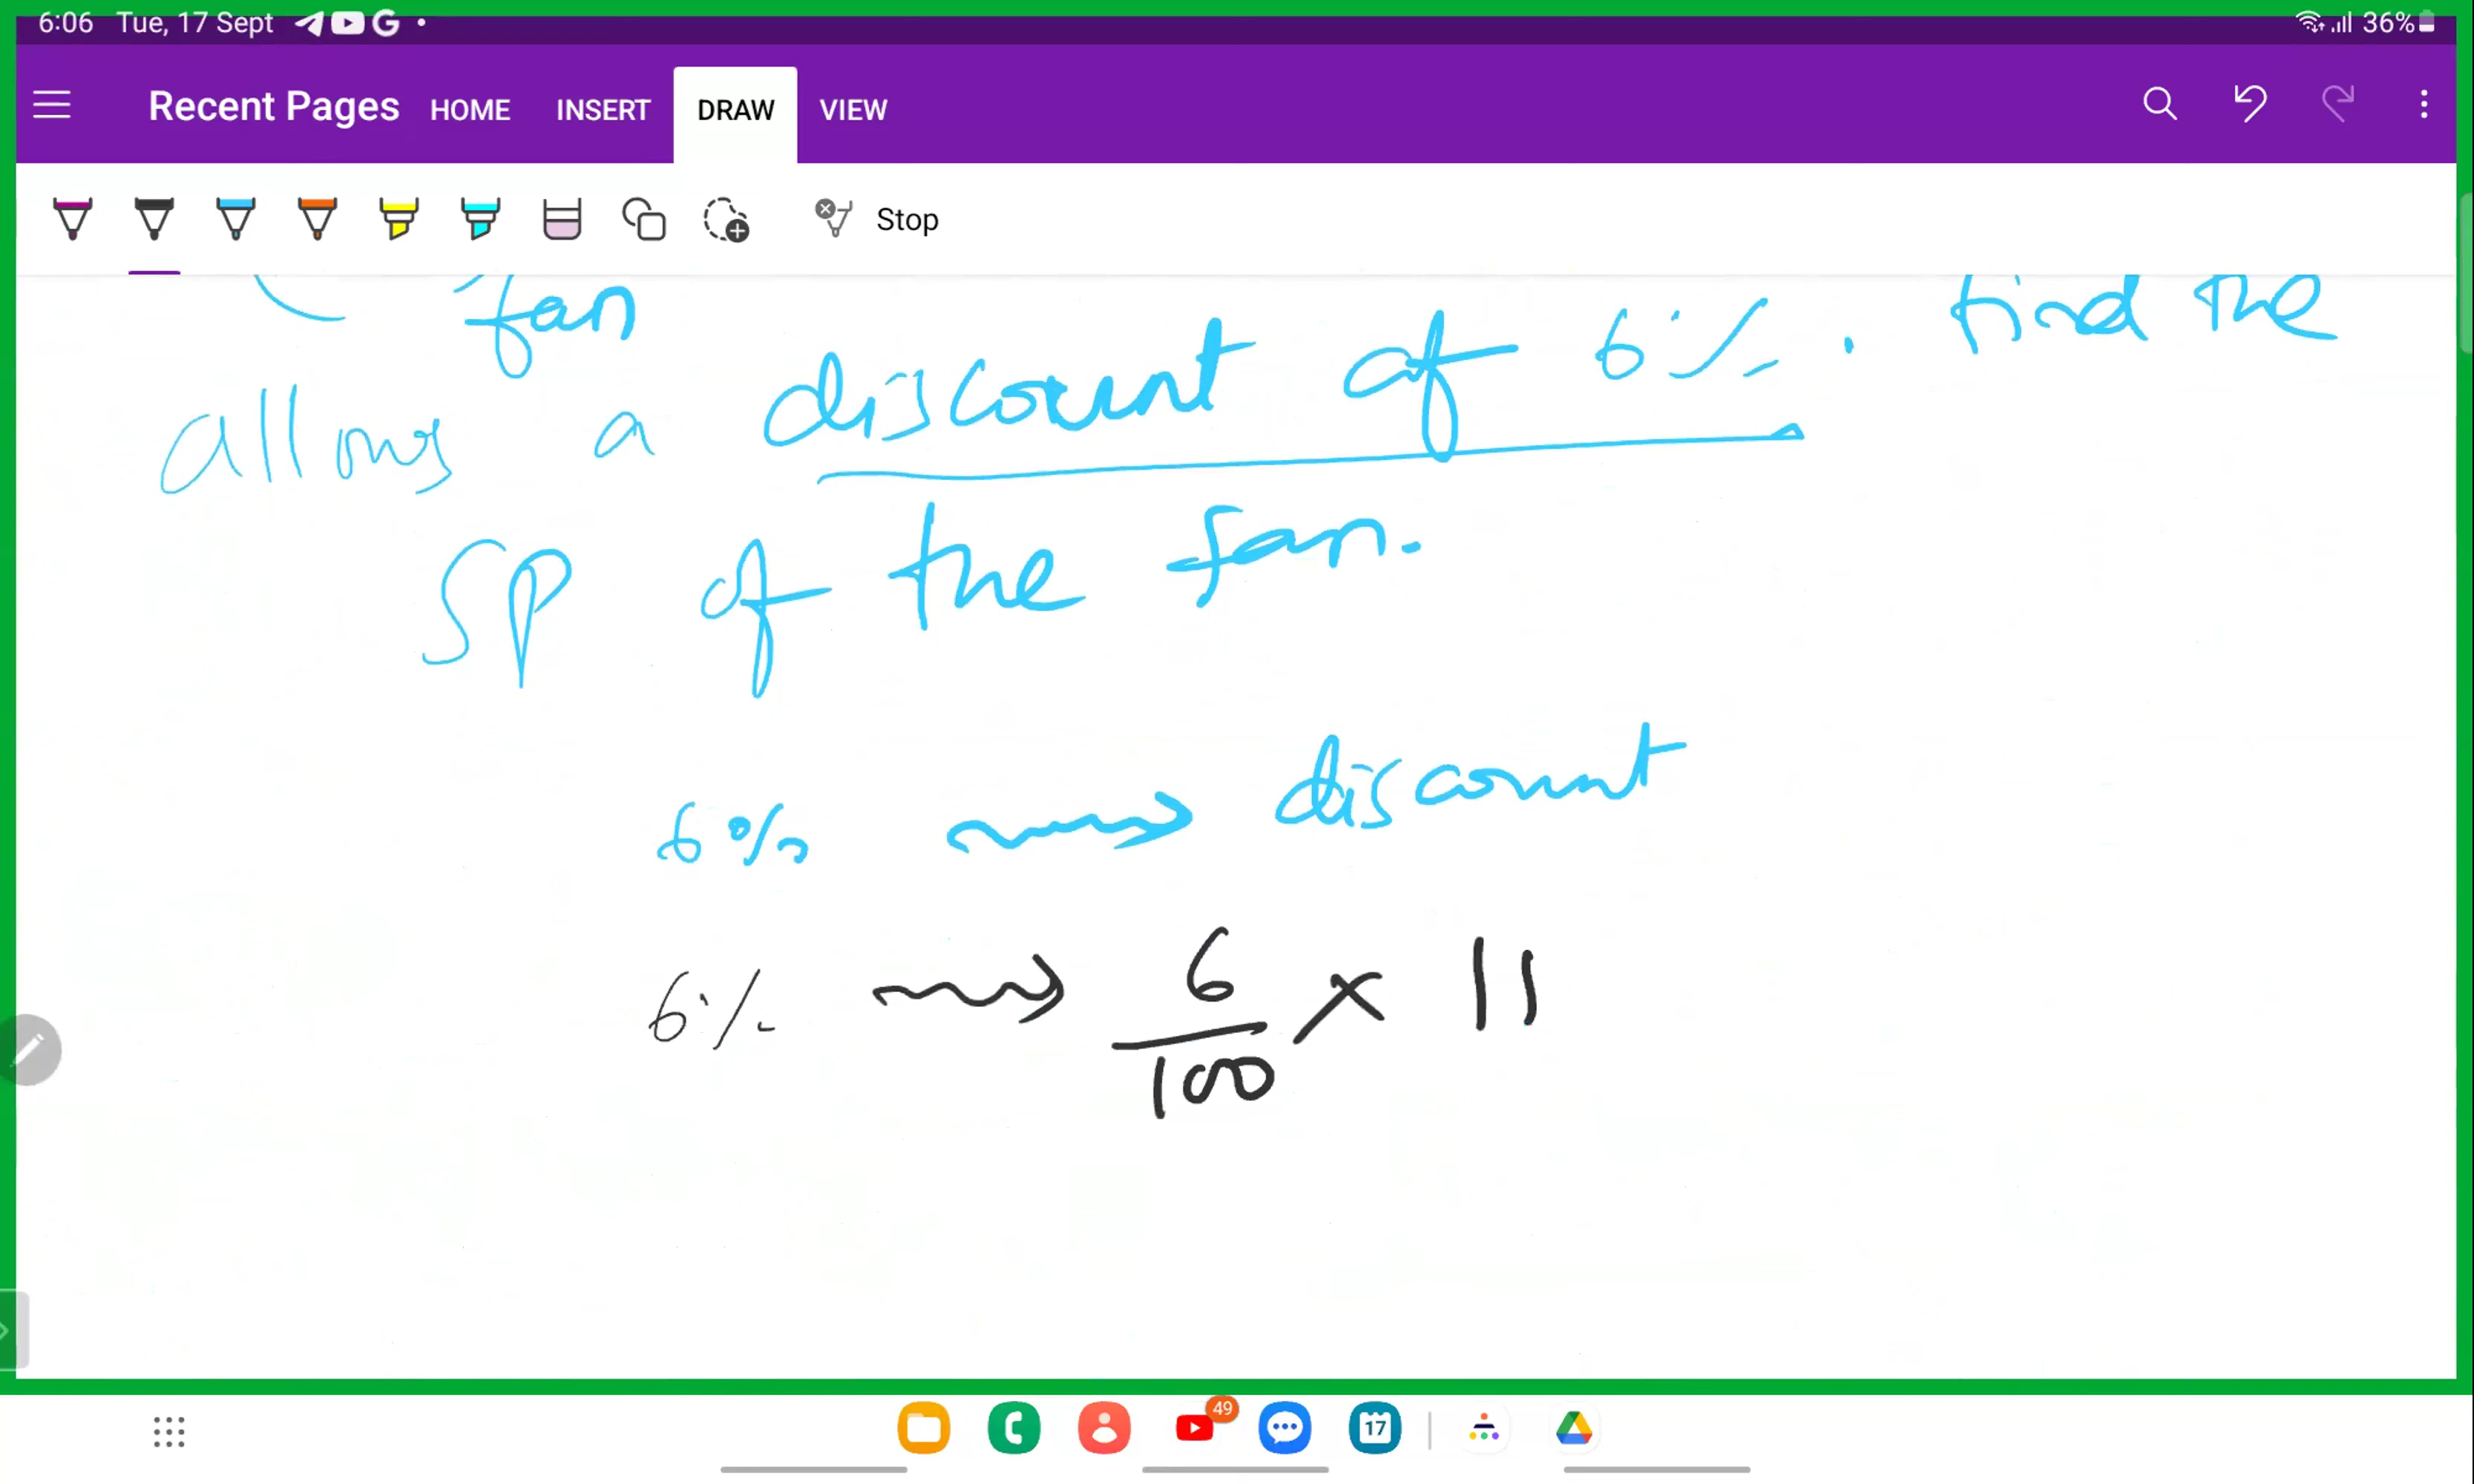 6:06 Tue, 17 Sept 36%
Recent Pages HOME INSERT DRAW VIEW
Stop
fan find the
allows a discount of 6%.
SP of the fan.
6% discount
6% 6/100 × 11
49
17